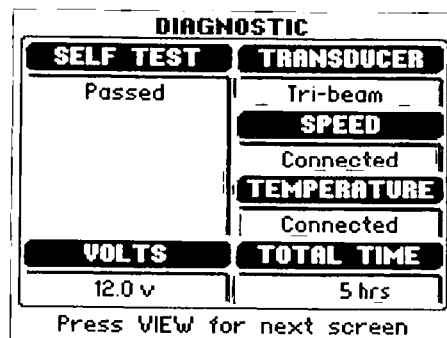 DIAGNOSTIC
SELF TEST TRANSDUCER
Passed Tri-beam
SPEED
Connected
TEMPERATURE
Connected
VOLTS TOTAL TIME
12.0 v 5 hrs
Press VIEW for next screen